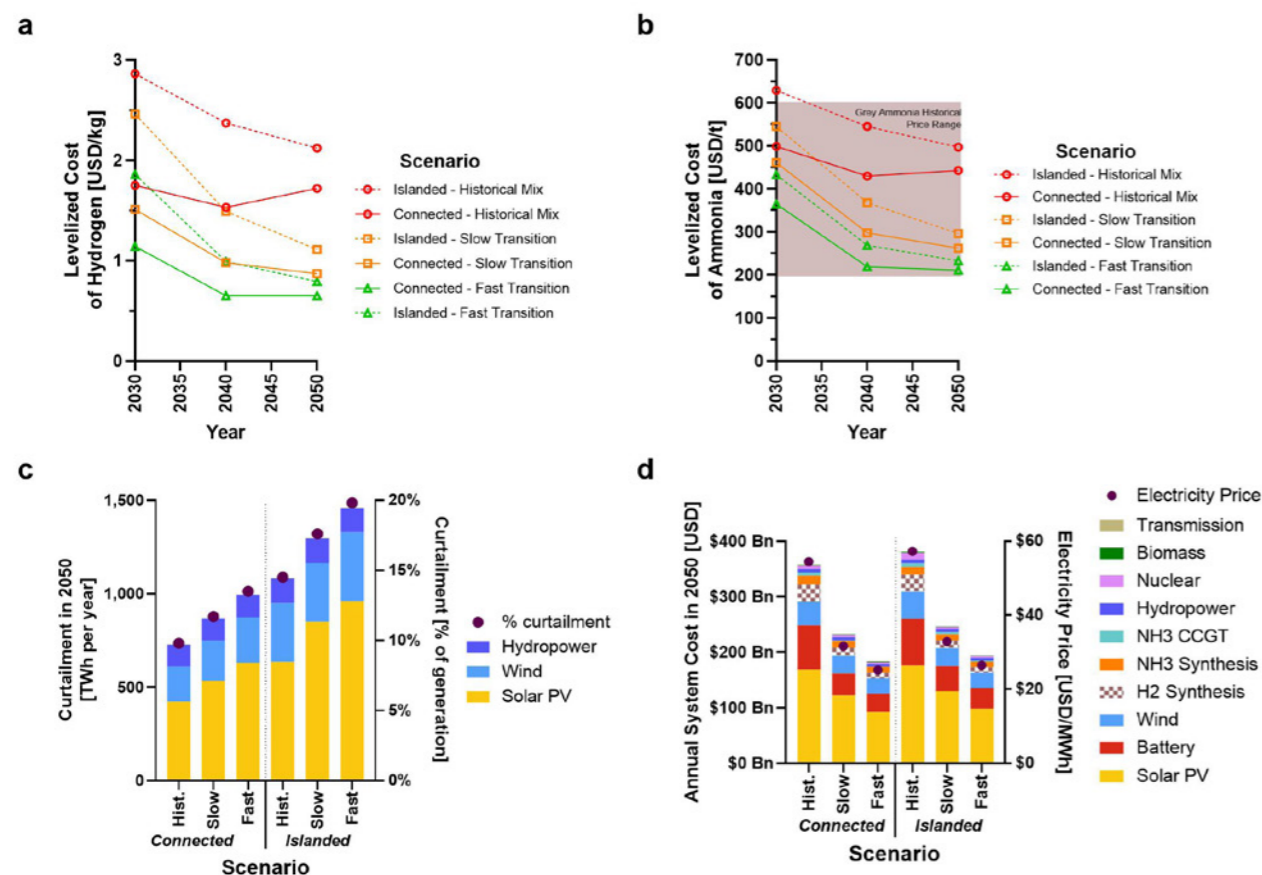 a
3
2
1
0
Levelized Cost
of Hydrogen [USD/kg]
2030
2035
2040
2045
2050
Year
Scenario
Islanded - Historical Mix
Connected - Historical Mix
Islanded - Slow Transition
Connected - Slow Transition
Connected - Fast Transition
Islanded - Fast Transition
b
700
600
500
400
300
200
100
0
Levelized Cost
of Ammonia [USD/t]
Gray Ammonia Historical
Price Range
2030
2035
2040
2045
2050
Year
Scenario
Islanded - Historical Mix
Connected - Historical Mix
Islanded - Slow Transition
Connected - Slow Transition
Islanded - Fast Transition
Connected - Fast Transition
c
1,500
1,000
500
0
Curtailment in 2050
[TWh per year]
20%
15%
10%
5%
0%
Curtailment [% of
generation]
Hist.
Slow
Fast
Hist.
Slow
Fast
Connected
Islanded
Scenario
% curtailment
Hydropower
Wind
Solar PV
d
$400 Bn
$300 Bn
$200 Bn
$100 Bn
$0 Bn
Annual System Cost in 2050 [USD]
$60
$40
$20
$0
Electricity Price [USD/MWh]
Hist.
Slow
Fast
Hist.
Slow
Fast
Connected
Islanded
Scenario
Electricity Price
Transmission
Biomass
Nuclear
Hydropower
NH3 CCGT
NH3 Synthesis
H2 Synthesis
Wind
Battery
Solar PV